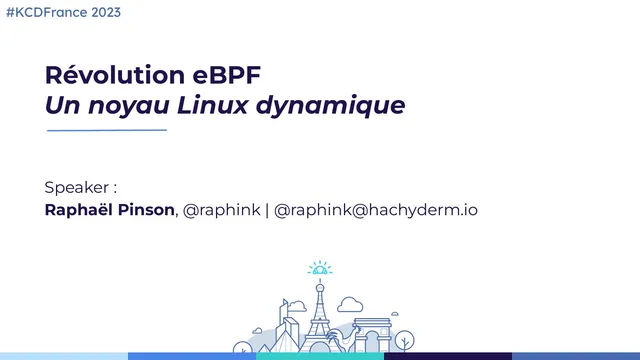 #KCDFrance 2023
Révolution eBPF
Un noyau Linux dynamique
Speaker :
Raphaël Pinson, @raphink | @raphink@hachyderm.io